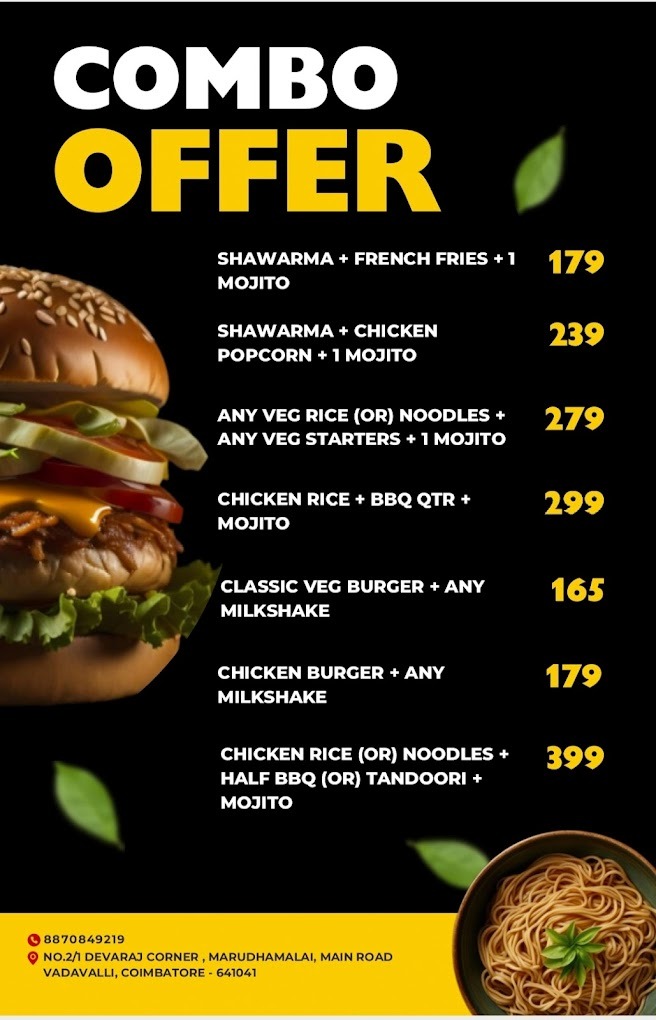 COMBO
OFFER
SHAWARMA + FRENCH FRIES + 1 179
MOJITO
SHAWARMA + CHICKEN 239
POPCORN + 1 MOJITO
ANY VEG RICE (OR) NOODLES + 279
ANY VEG STARTERS + 1 MOJITO
CHICKEN RICE + BBQ QTR + 299
MOJITO
CLASSIC VEG BURGER + ANY 165
MILKSHAKE
CHICKEN BURGER + ANY 179
MILKSHAKE
CHICKEN RICE (OR) NOODLES + 399
HALF BBQ (OR) TANDOORI +
MOJITO
8870849219
NO.2/1 DEVARAJ CORNER , MARUDHAMALAI, MAIN ROAD
VADAVALLI, COIMBATORE - 641041